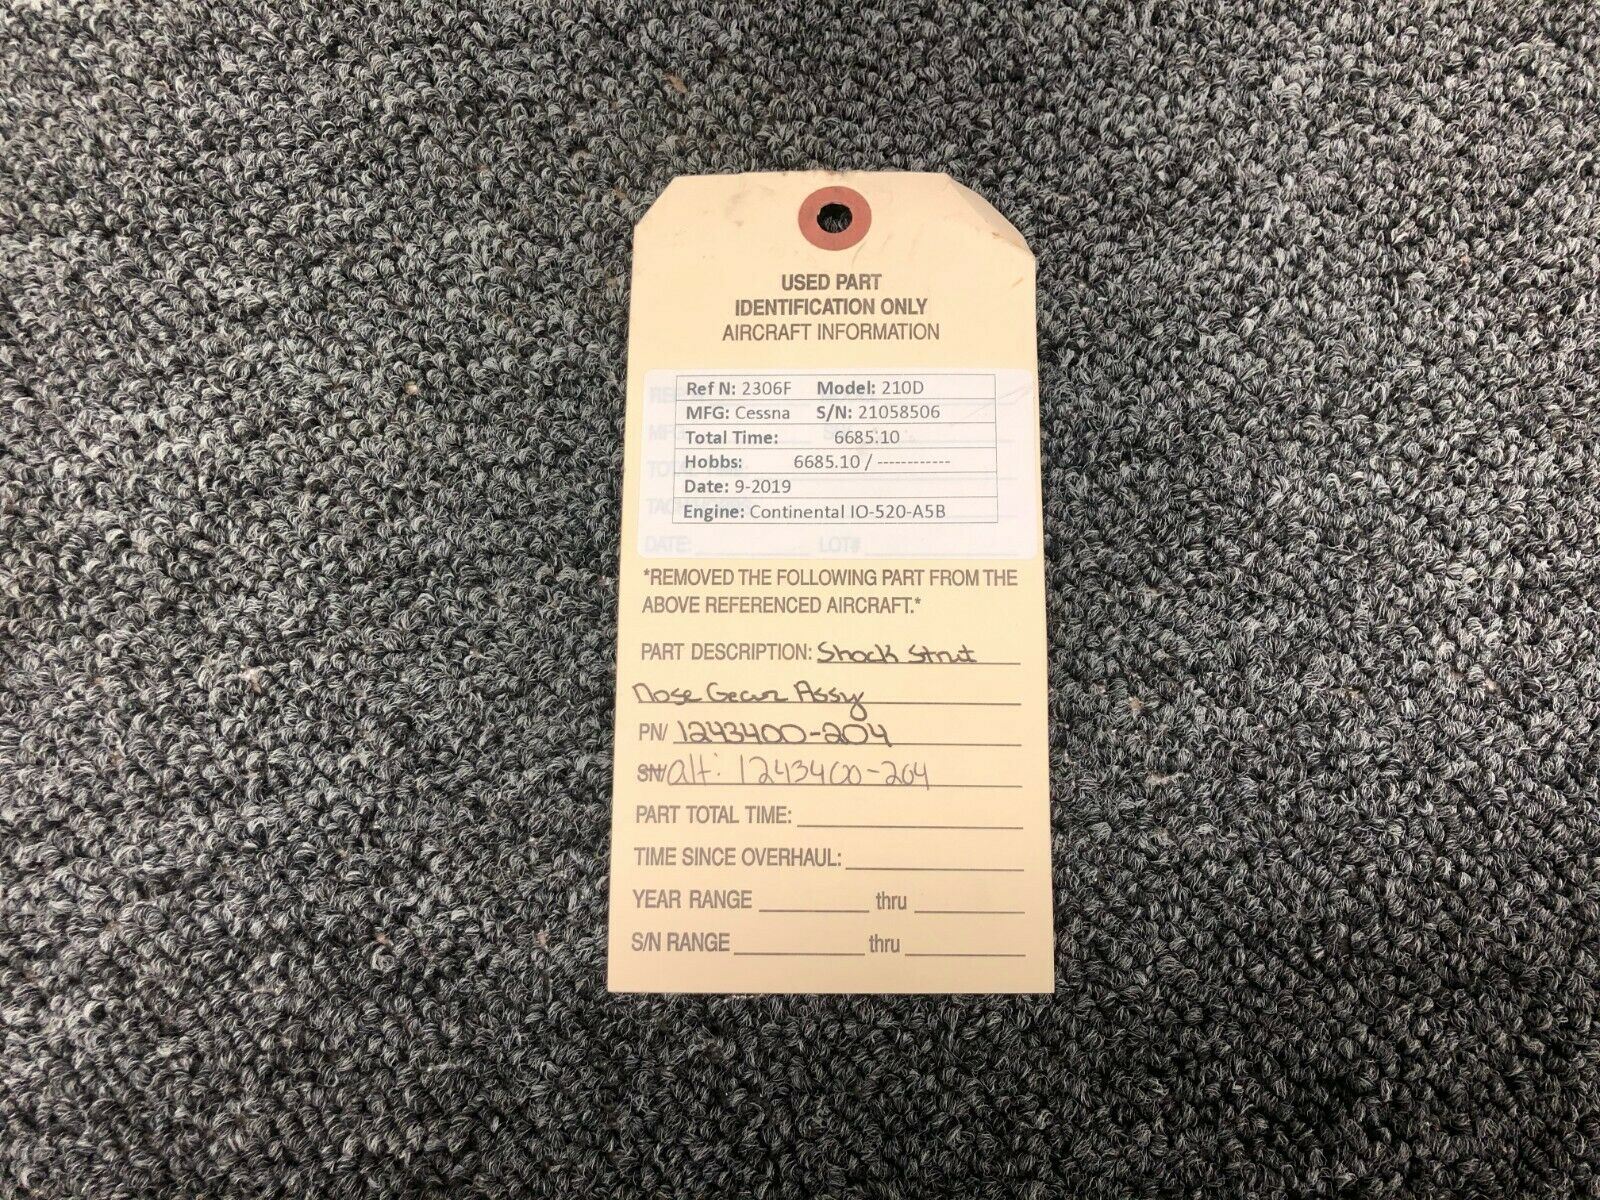 USED PART
IDENTIFICATION ONLY
AIRCRAFT INFORMATION
Ref N: 2306F Model: 210D
MFG: Cessna S/N: 21058506
Total Time: 6685.10
Hobbs: 6685.10 / ------------
Date: 9-2019
Engine: Continental IO-520-A5B
DATE: LOT#
*REMOVED THE FOLLOWING PART FROM THE
ABOVE REFERENCED AIRCRAFT.*
PART DESCRIPTION: Shock Strut
Nose Gear Assy
PN/ 1243400-204
SN/ alt: 1243400-204
PART TOTAL TIME:
TIME SINCE OVERHAUL:
YEAR RANGE thru
S/N RANGE thru